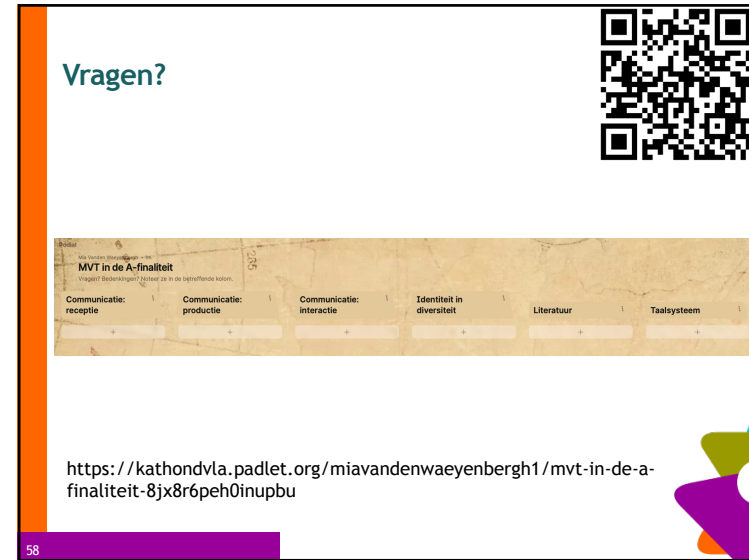 Vragen?
Padlet
Mia Vanden Waeyenbergh
MVT in de A-finaliteit
Vragen? Bedenkingen? Noteer ze in de betreffende kolom.
285
Communicatie: receptie
Communicatie: productie
Communicatie: interactie
Identiteit in diversiteit
Literatuur
Taalsysteem
+ + + + + +
https://kathondvla.padlet.org/miavandenwaeyenbergh1/mvt-in-de-a-
finaliteit-8jx8r6peh0inupbu
58